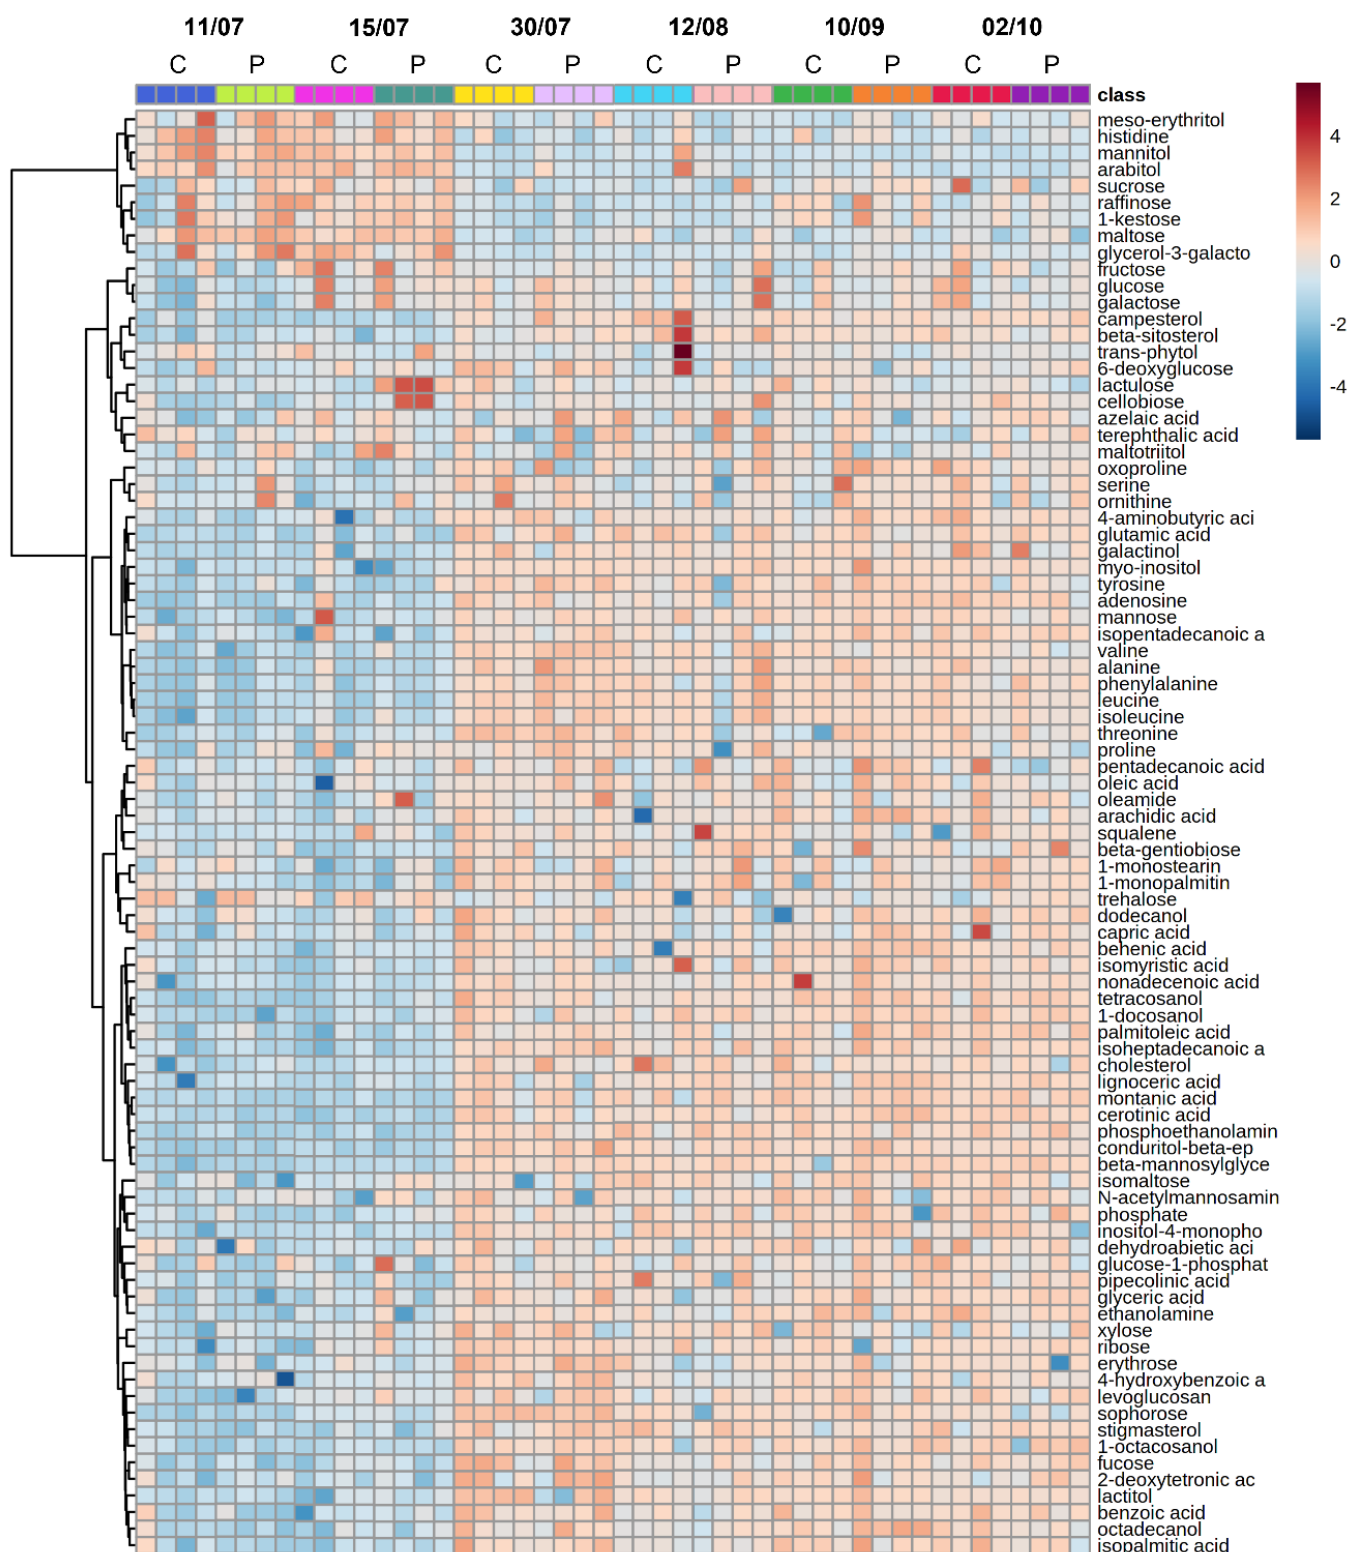 11/07 15/07 30/07 12/08 10/09 02/10
C P C P C P C P C P C P
class
meso-erythritol
histidine
mannitol
arabitol
sucrose
raffinose
1-kestose
maltose
glycerol-3-galacto
fructose
glucose
galactose
campesterol
beta-sitosterol
trans-phytol
6-deoxyglucose
lactulose
cellobiose
azelaic acid
terephthalic acid
maltotriitol
oxoproline
serine
ornithine
4-aminobutyric aci
glutamic acid
galactinol
myo-inositol
tyrosine
adenosine
mannose
isopentadecanoic a
valine
alanine
phenylalanine
leucine
isoleucine
threonine
proline
pentadecanoic acid
oleic acid
oleamide
arachidic acid
squalene
beta-gentiobiose
1-monostearin
1-monopalmitin
trehalose
dodecanol
capric acid
behenic acid
isomyristic acid
nonadecenoic acid
tetracosanol
1-docosanol
palmitoleic acid
isoheptadecanoic a
cholesterol
lignoceric acid
montanic acid
cerotinic acid
phosphoethanolamin
conduritol-beta-ep
beta-mannosylglyce
isomaltose
N-acetylmannosamin
phosphate
inositol-4-monopho
dehydroabietic aci
glucose-1-phosphat
pipecolinic acid
glyceric acid
ethanolamine
xylose
ribose
erythrose
4-hydroxybenzoic a
levoglucosan
sophorose
stigmasterol
1-octacosanol
fucose
2-deoxytetronic ac
lactitol
benzoic acid
octadecanol
isopalmitic acid
4
2
0
-2
-4